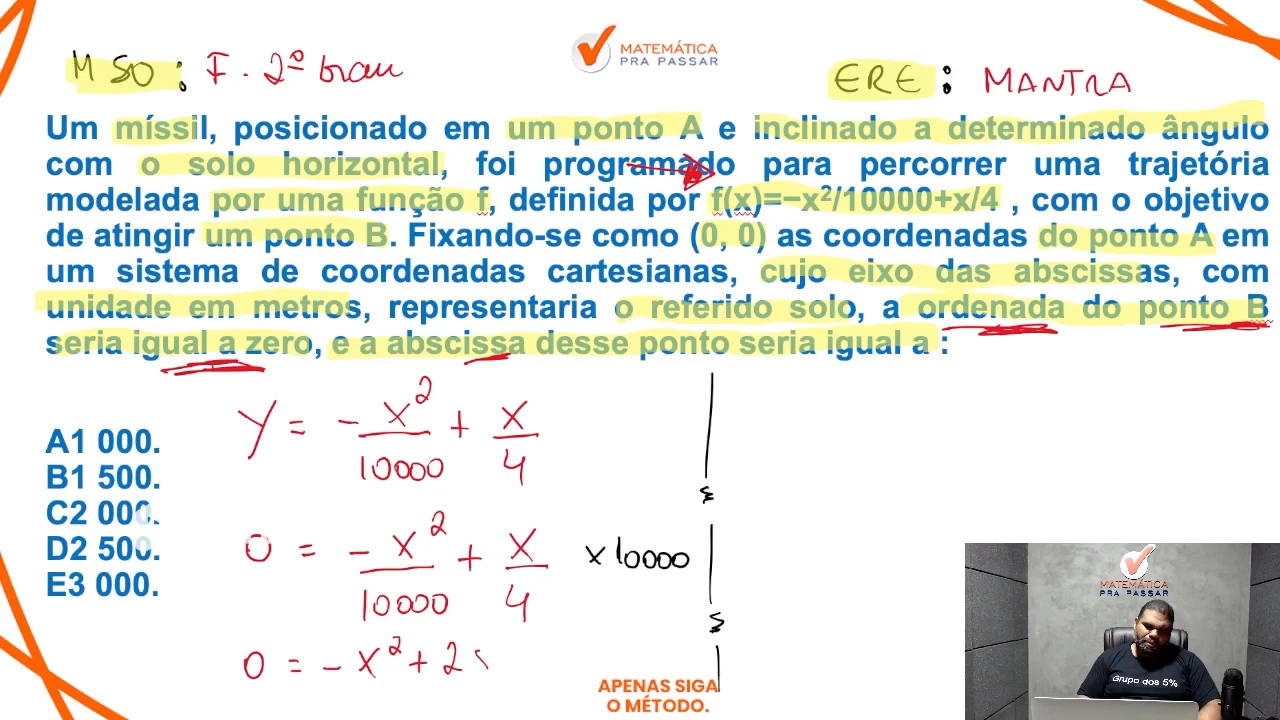 MATEMÁTICA
PRA PASSAR
MSO : F. 2º Grau
ERE : MANTRA
Um míssil, posicionado em um ponto A e inclinado a determinado ângulo
com o solo horizontal, foi programado para percorrer uma trajetória
modelada por uma função f, definida por f(x)=−x²/10000+x/4 , com o objetivo
de atingir um ponto B. Fixando-se como (0, 0) as coordenadas do ponto A em
um sistema de coordenadas cartesianas, cujo eixo das abscissas, com
unidade em metros, representaria o referido solo, a ordenada do ponto B
seria igual a zero, e a abscissa desse ponto seria igual a :
A1 000.
B1 500.
C2 000.
D2 500.
E3 000.
Y = - x²/10000 + x/4
0 = - x²/10000 + x/4 x10000
0 = - x² + 2
MATEMÁTICA
PRA PASSAR
Grupo dos 5%
APENAS SIGA
O MÉTODO.